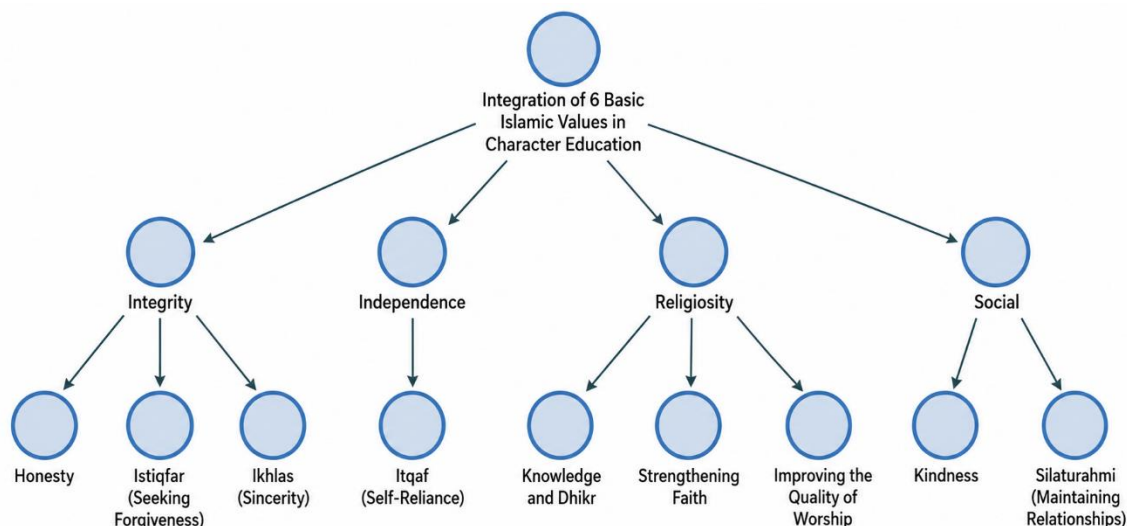 Integration of 6 Basic
Islamic Values in
Character Education
Integrity
Independence
Religiosity
Social
Honesty
Istiqfar
(Seeking
Forgiveness)
Ikhlas
(Sincerity)
Itqaf
(Self-Reliance)
Knowledge
and Dhikr
Strengthening
Faith
Improving the
Quality of
Worship
Kindness
Silaturahmi
(Maintaining
Relationships)